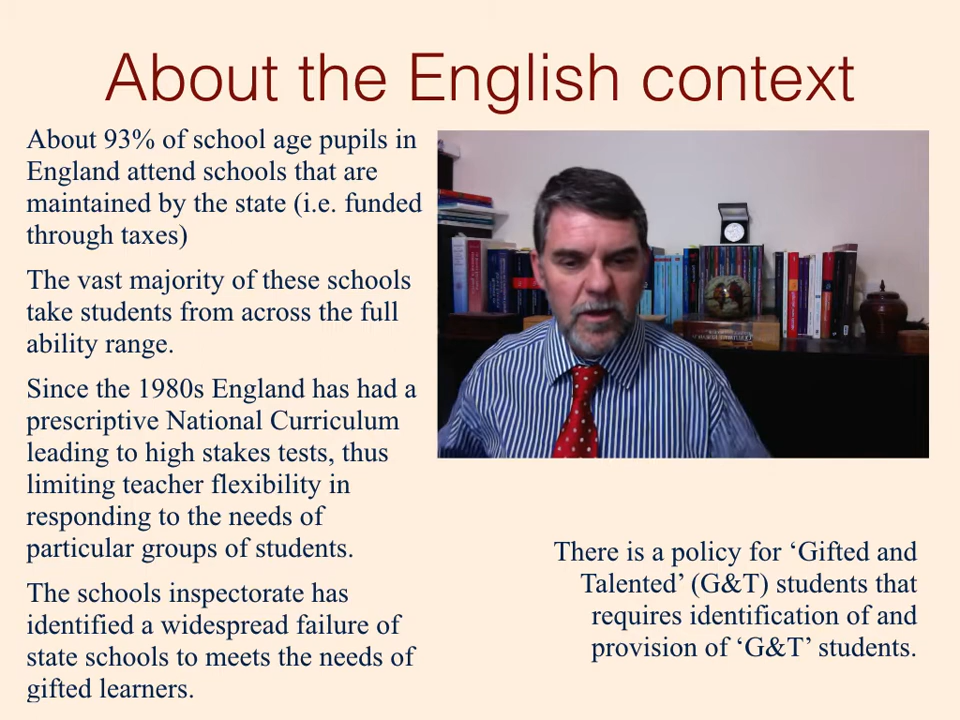 About the English context
About 93% of school age pupils in
England attend schools that are
maintained by the state (i.e. funded
through taxes)
The vast majority of these schools
take students from across the full
ability range.
Since the 1980s England has had a
prescriptive National Curriculum
leading to high stakes tests, thus
limiting teacher flexibility in
responding to the needs of
particular groups of students.
The schools inspectorate has
identified a widespread failure of
state schools to meets the needs of
gifted learners.
There is a policy for ‘Gifted and
Talented’ (G&T) students that
requires identification of and
provision of ‘G&T’ students.